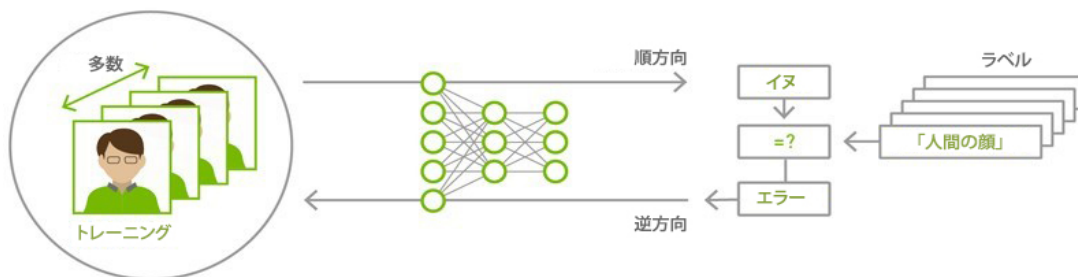 多数
トレーニング
順方向
逆方向
イヌ
=?
エラー
ラベル
「人間の顔」